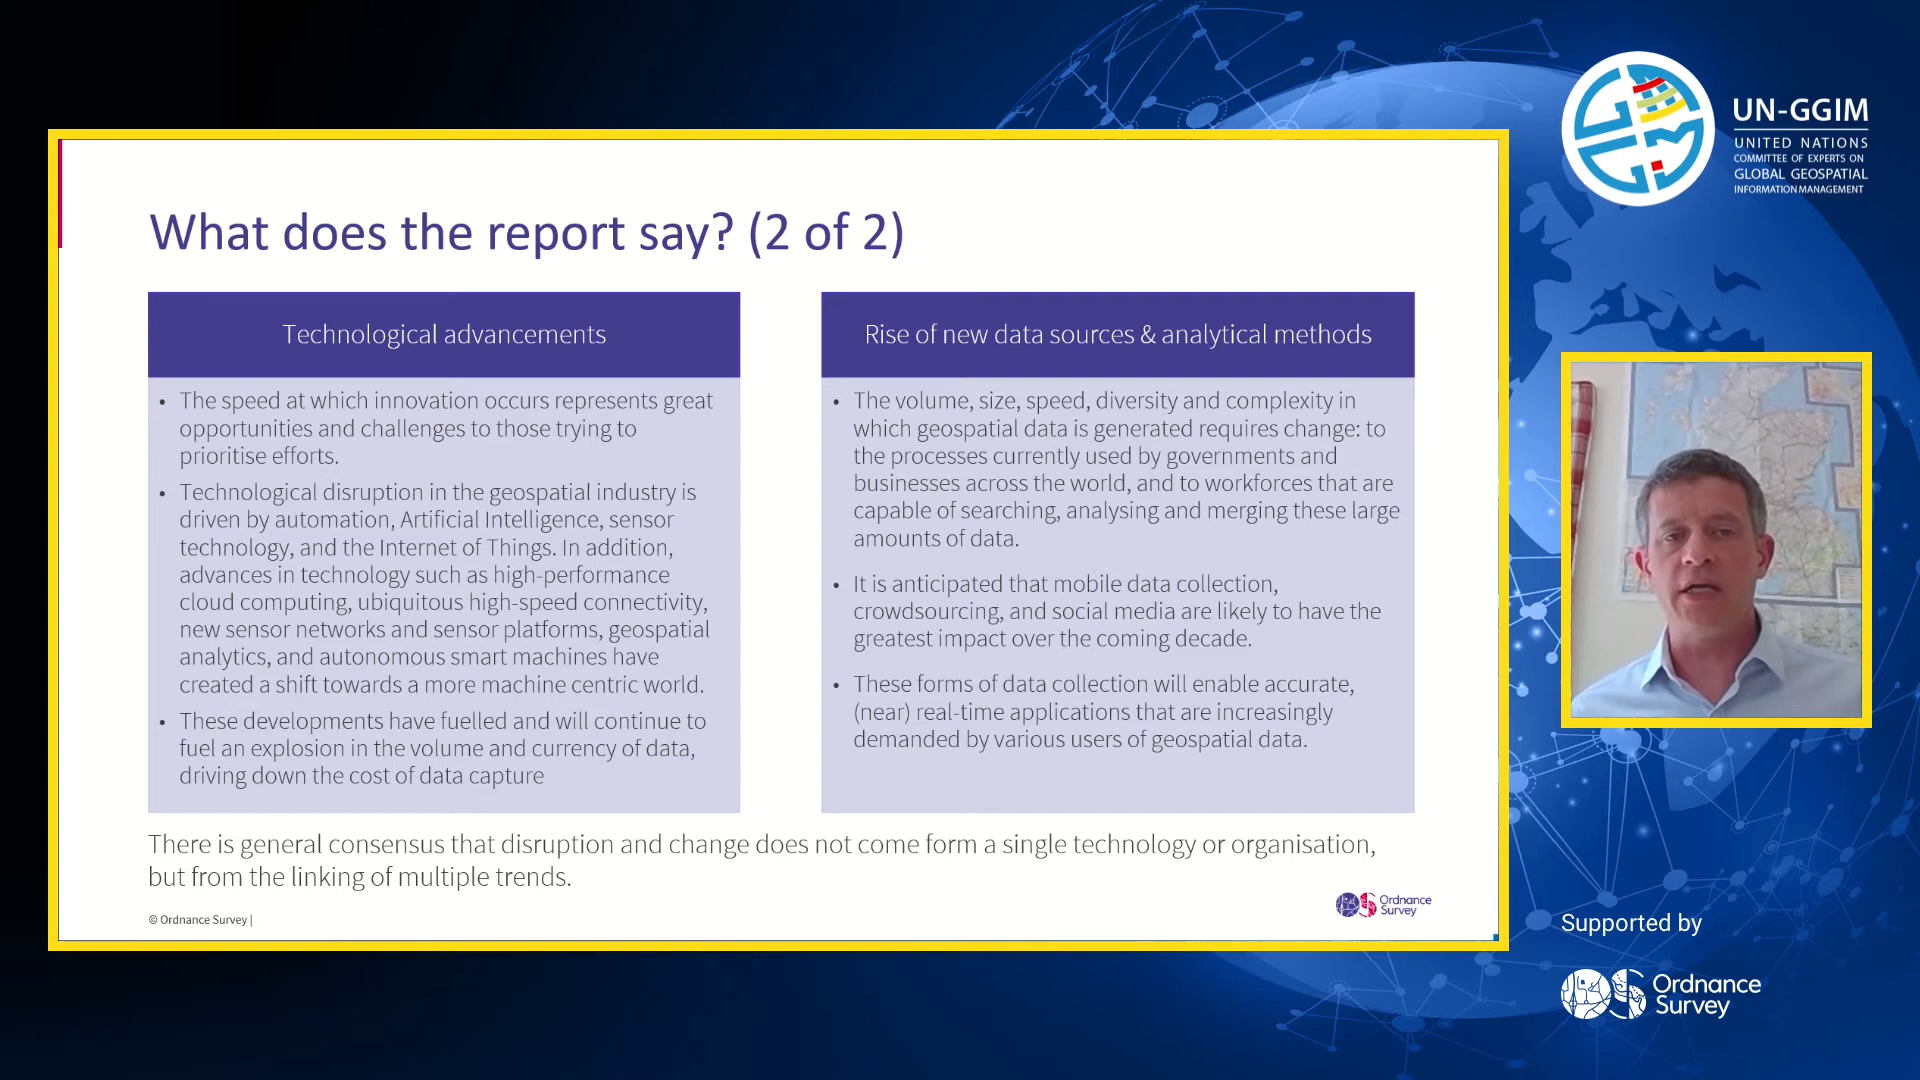 What does the report say? (2 of 2)
Technological advancements
• The speed at which innovation occurs represents great
opportunities and challenges to those trying to
prioritise efforts.
• Technological disruption in the geospatial industry is
driven by automation, Artificial Intelligence, sensor
technology, and the Internet of Things. In addition,
advances in technology such as high-performance
cloud computing, ubiquitous high-speed connectivity,
new sensor networks and sensor platforms, geospatial
analytics, and autonomous smart machines have
created a shift towards a more machine centric world.
• These developments have fuelled and will continue to
fuel an explosion in the volume and currency of data,
driving down the cost of data capture
Rise of new data sources & analytical methods
• The volume, size, speed, diversity and complexity in
which geospatial data is generated requires change: to
the processes currently used by governments and
businesses across the world, and to workforces that are
capable of searching, analysing and merging these large
amounts of data.
• It is anticipated that mobile data collection,
crowdsourcing, and social media are likely to have the
greatest impact over the coming decade.
• These forms of data collection will enable accurate,
(near) real-time applications that are increasingly
demanded by various users of geospatial data.
There is general consensus that disruption and change does not come form a single technology or organisation,
but from the linking of multiple trends.
© Ordnance Survey |
Ordnance
Survey
UN-GGIM
UNITED NATIONS
COMMITTEE OF EXPERTS ON
GLOBAL GEOSPATIAL
INFORMATION MANAGEMENT
Supported by
OS Ordnance
Survey